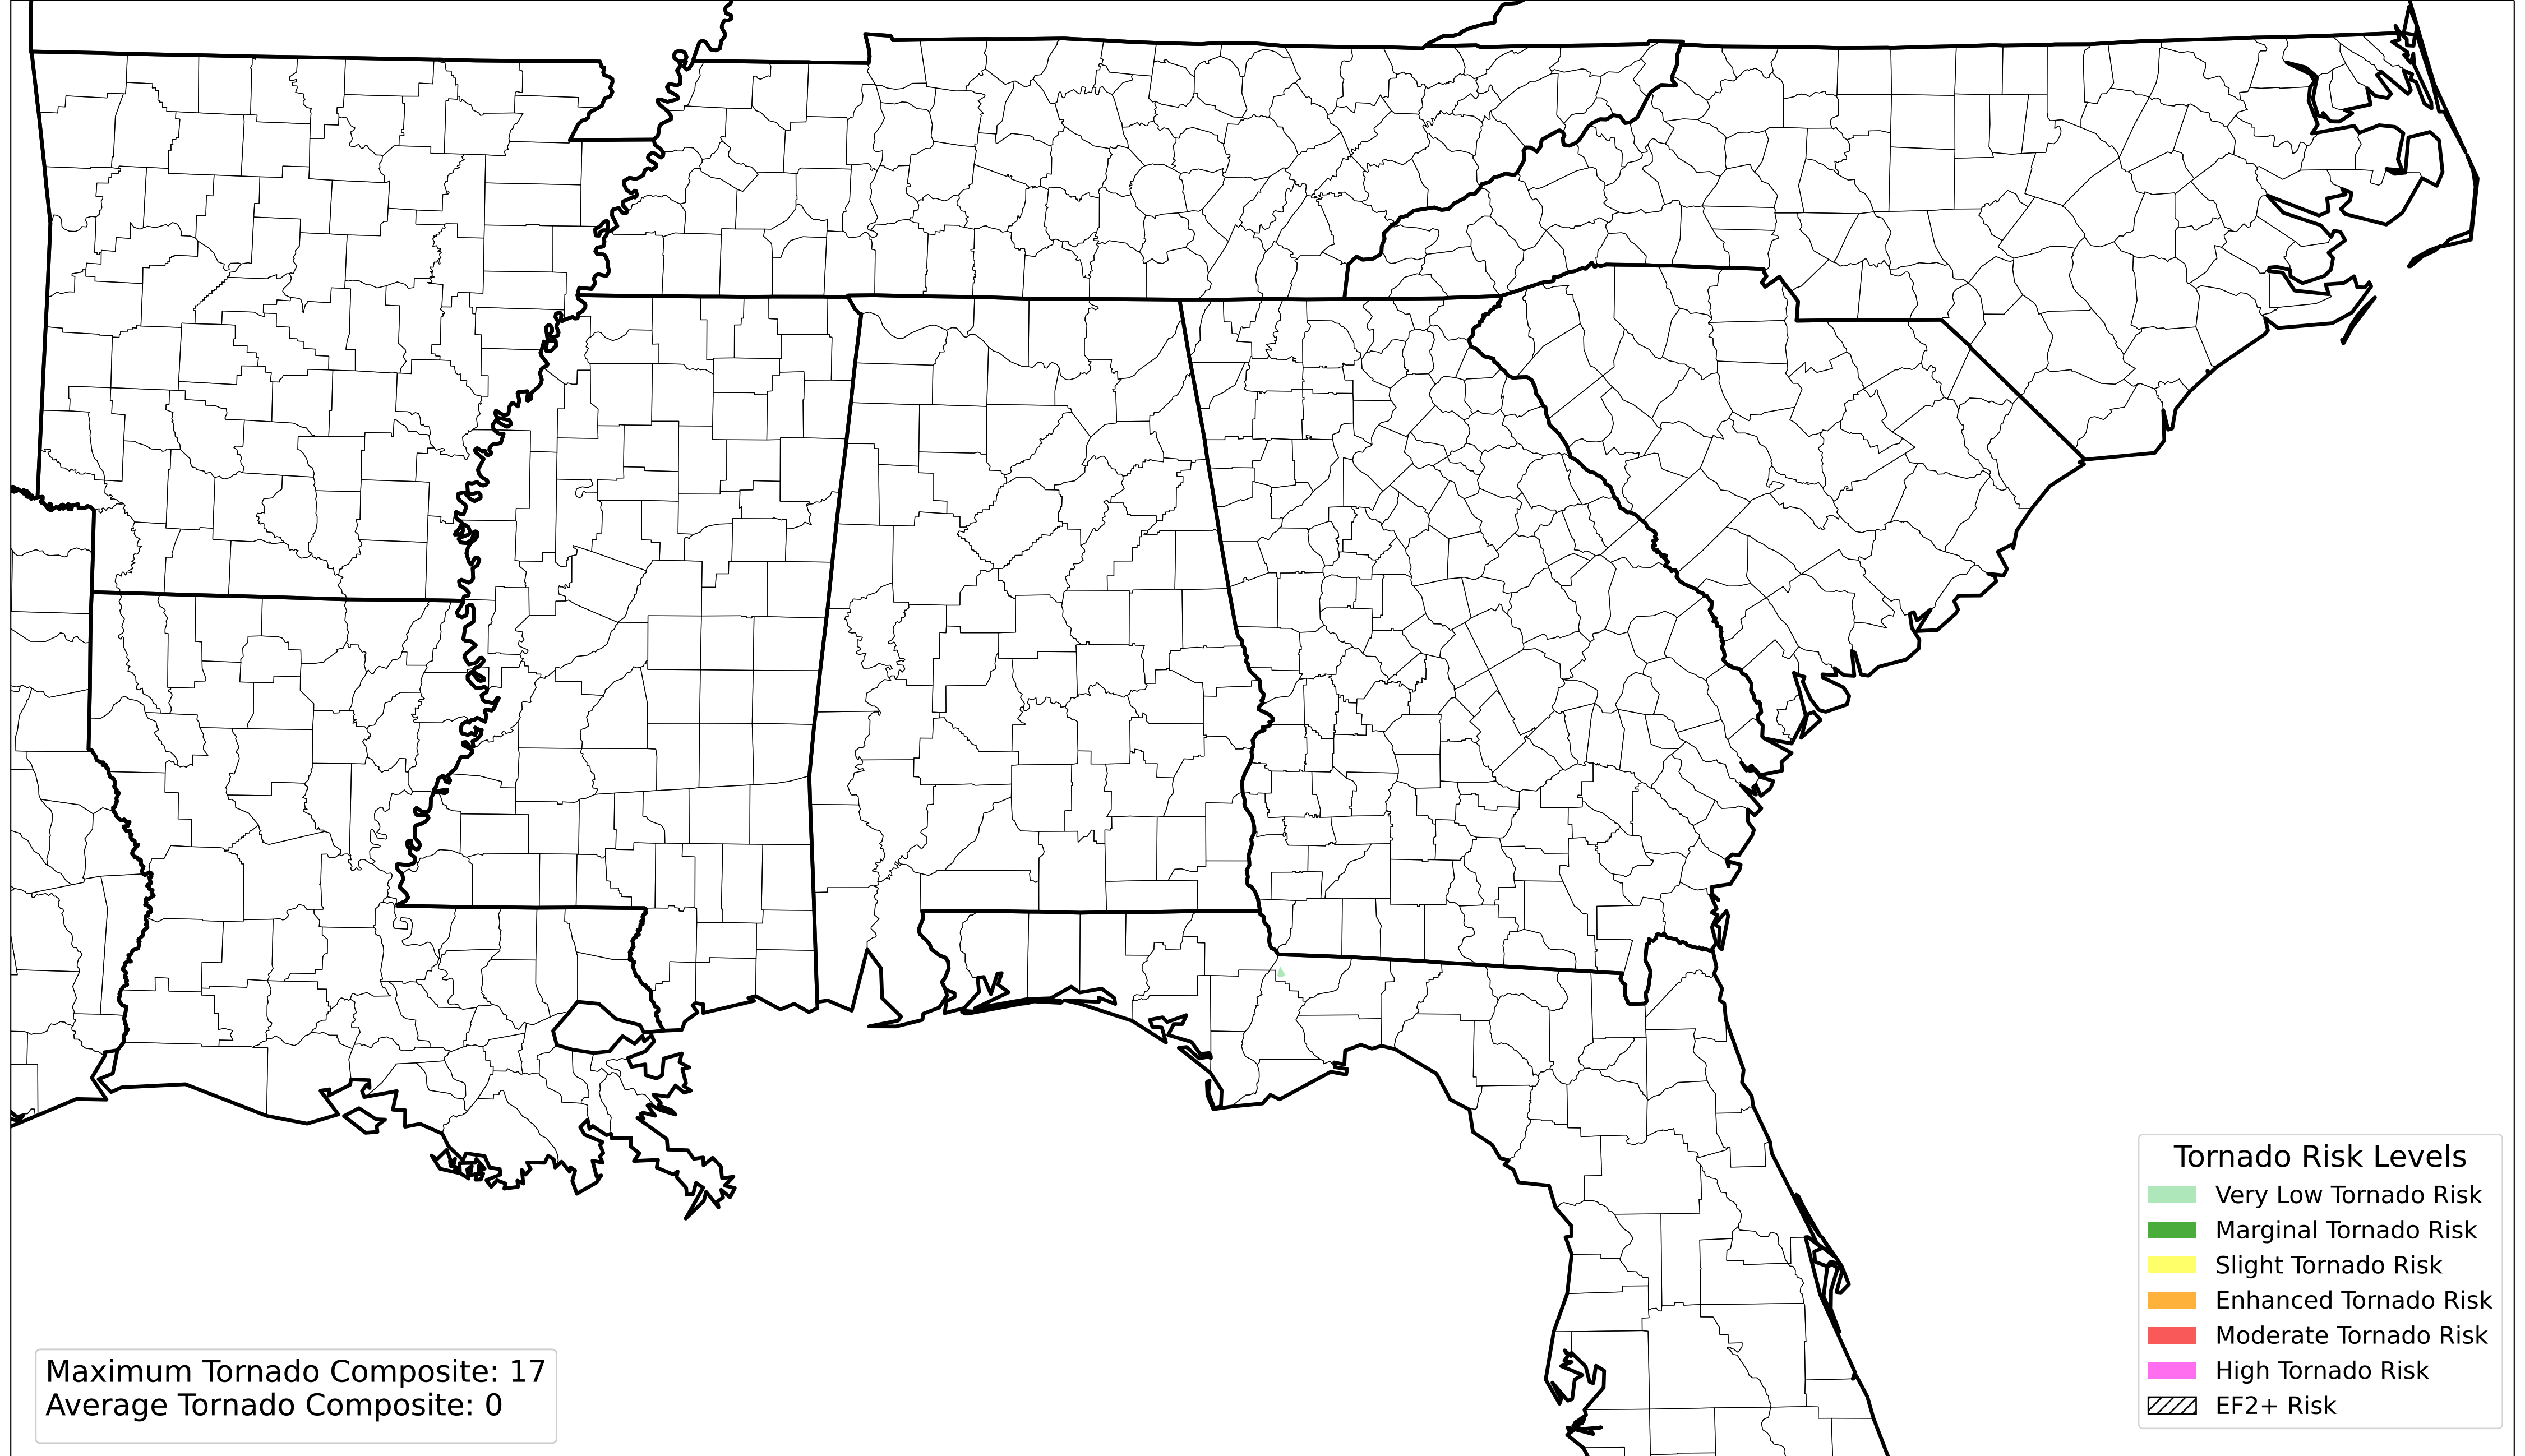 Tornado Risk Levels
Very Low Tornado Risk
Marginal Tornado Risk
Slight Tornado Risk
Enhanced Tornado Risk
Moderate Tornado Risk
High Tornado Risk
EF2+ Risk
Maximum Tornado Composite: 17
Average Tornado Composite: 0